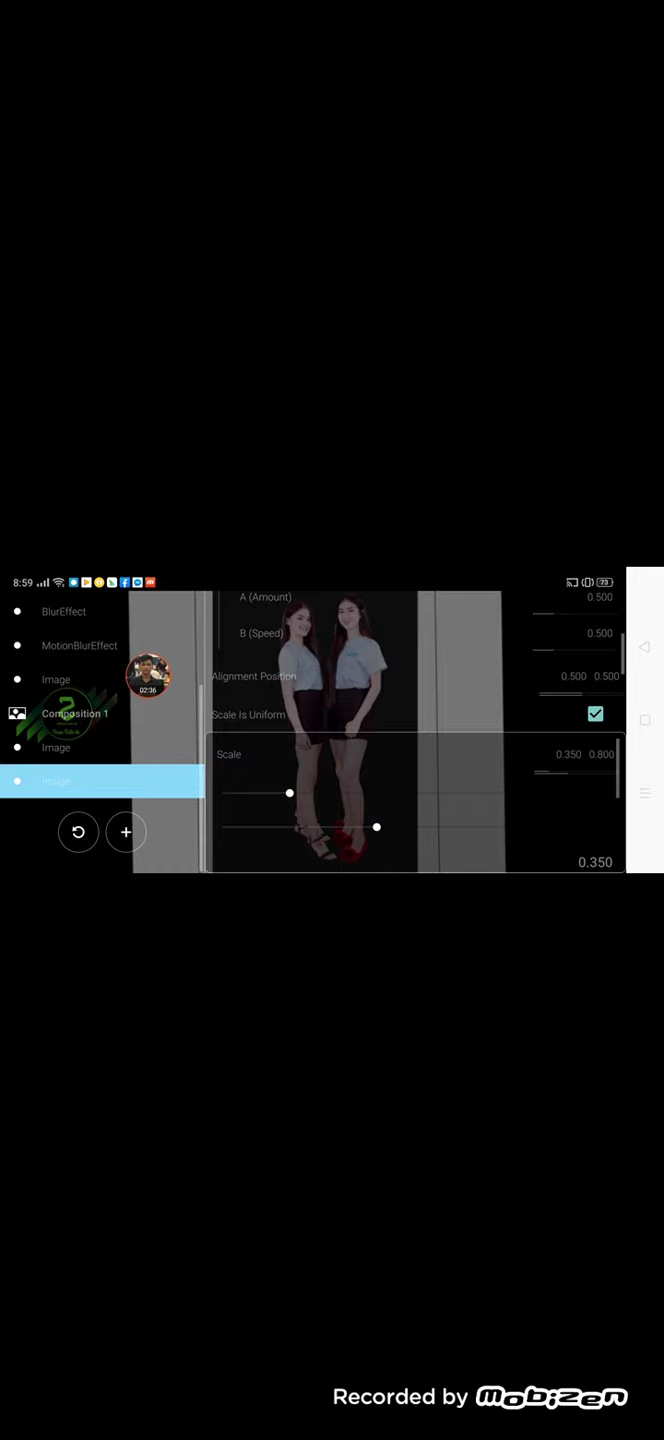 8:59
73
BlurEffect
MotionBlurEffect
Image
Composition 1
Image
Image
02:36
A (Amount) 0.500
B (Speed) 0.500
Alignment Position 0.500 0.500
Scale Is Uniform
Scale 0.350 0.800
0.350
Recorded by mobizen